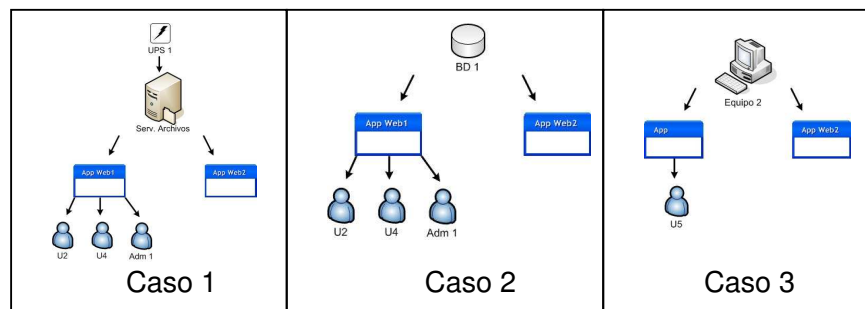 UPS 1
Serv. Archivos
App Web1
App Web2
U2
U4
Adm 1
Caso 1
BD 1
App Web1
App Web2
U2
U4
Adm 1
Caso 2
Equipo 2
App
App Web2
U5
Caso 3